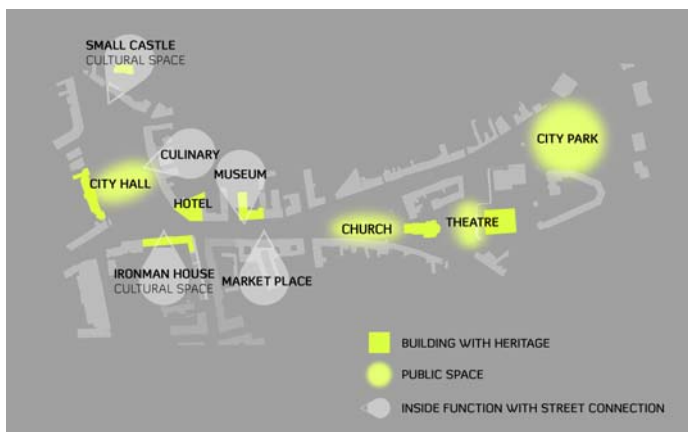 SMALL CASTLE
CULTURAL SPACE
CITY PARK
CULINARY
MUSEUM
CITY HALL
HOTEL
CHURCH
THEATRE
IRONMAN HOUSE
CULTURAL SPACE
MARKET PLACE
BUILDING WITH HERITAGE
PUBLIC SPACE
INSIDE FUNCTION WITH STREET CONNECTION